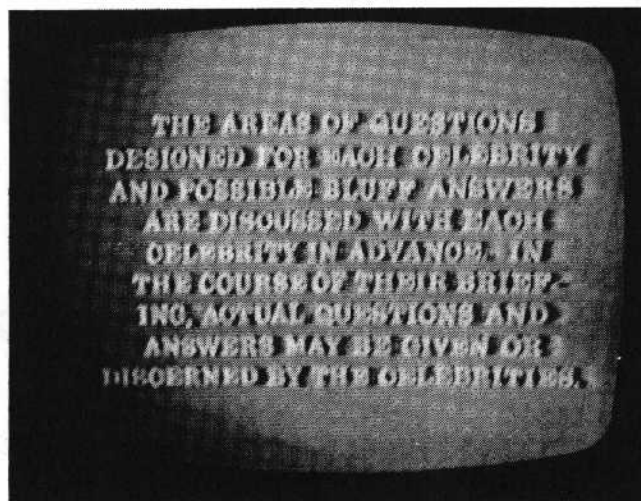 THE AREAS OF QUESTIONS
DESIGNED FOR EACH CELEBRITY
AND POSSIBLE BLUFF ANSWERS
ARE DISCUSSED WITH EACH
CELEBRITY IN ADVANCE. IN
THE COURSE OF THEIR BRIEF-
ING, ACTUAL QUESTIONS AND
ANSWERS MAY BE GIVEN OR
DISCERNED BY THE CELEBRITIES.